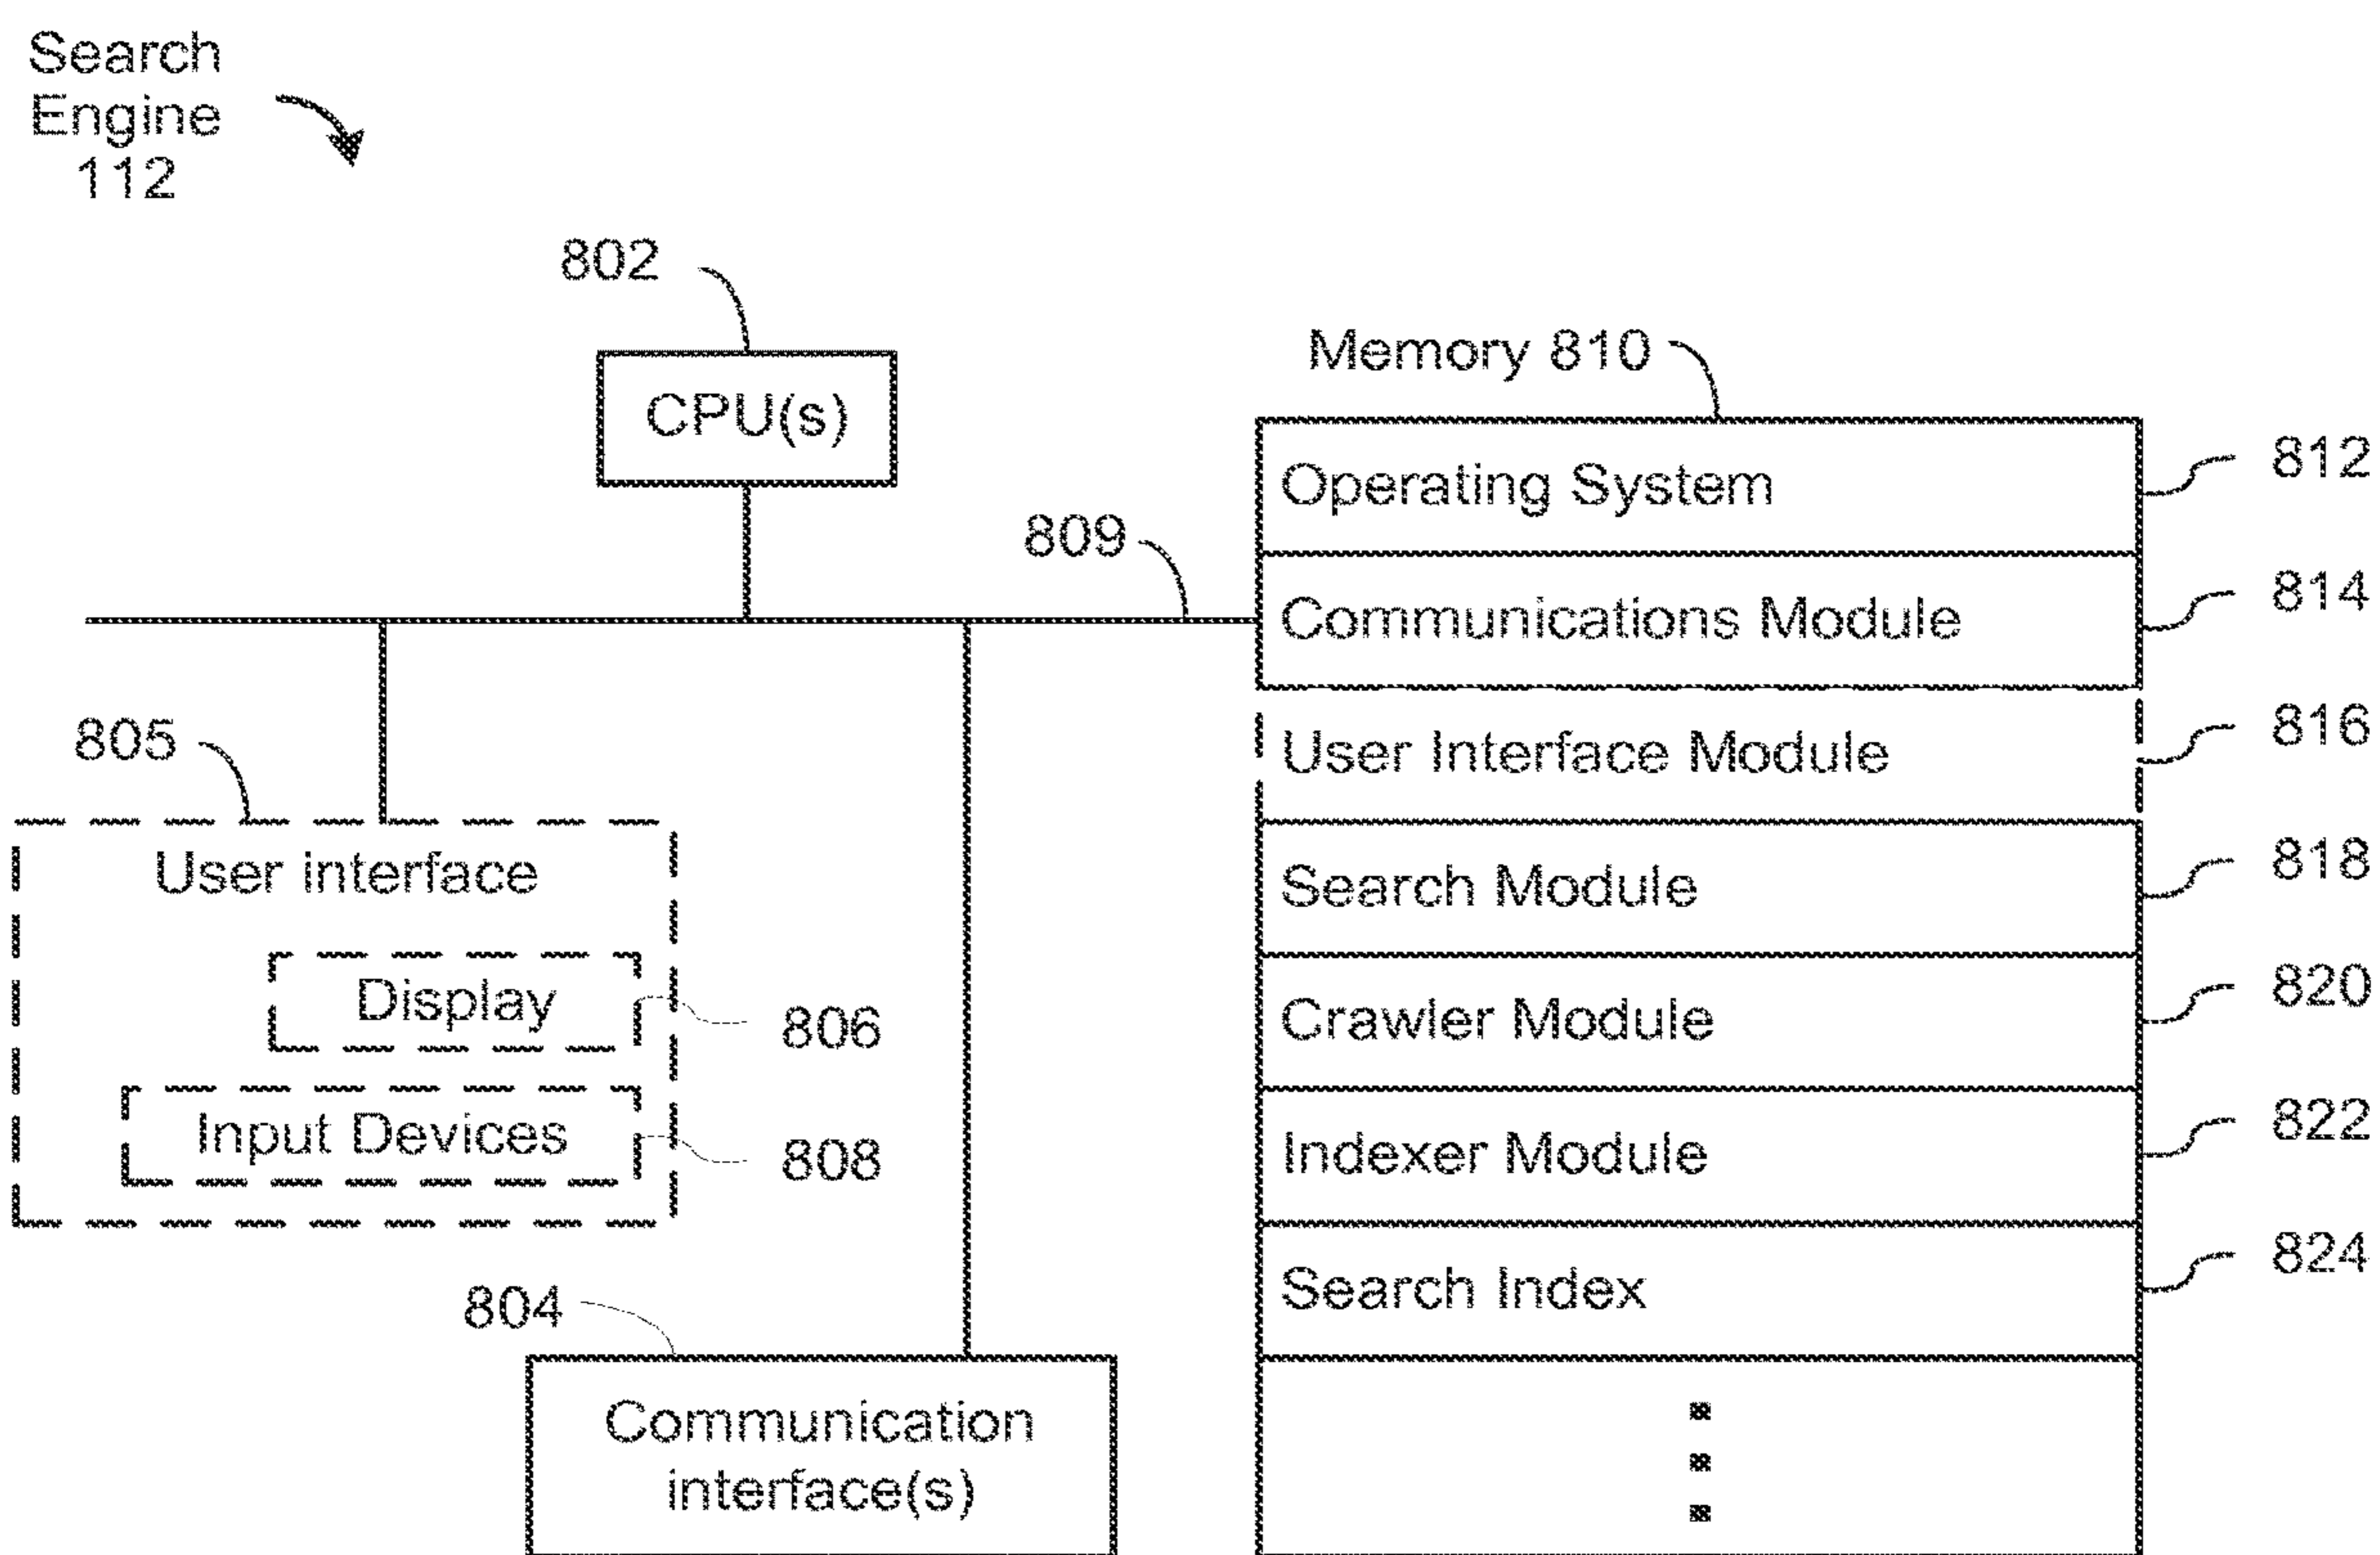 Search
Engine
112
802
CPU(s)
809
Memory 810
Operating System
812
Communications Module
814
User Interface Module
816
Search Module
818
Crawler Module
820
Indexer Module
822
Search Index
824
805
User interface
Display
806
Input Devices
808
804
Communication
interface(s)